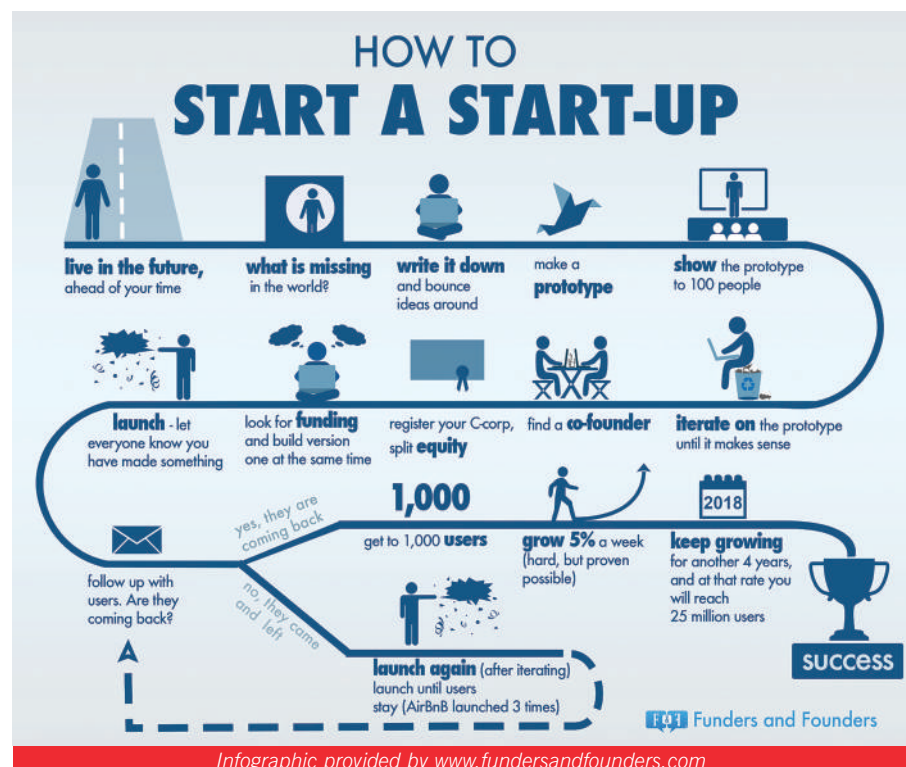 HOW TO
START A START-UP
live in the future,
ahead of your time
what is missing
in the world?
write it down
and bounce
ideas around
make a
prototype
show the prototype
to 100 people
iterate on the prototype
until it makes sense
find a co-founder
register your C-corp,
split equity
look for funding
and build version
one at the same time
launch - let
everyone know you
have made something
follow up with
users. Are they
coming back?
yes, they are
coming back
1,000
get to 1,000 users
grow 5% a week
(hard, but proven
possible)
2018
keep growing
for another 4 years,
and at that rate you
will reach
25 million users
success
no, they came
and left
launch again (after iterating)
launch until users
stay (AirBnB launched 3 times)
Funders and Founders
Infographic provided by www.fundersandfounders.com